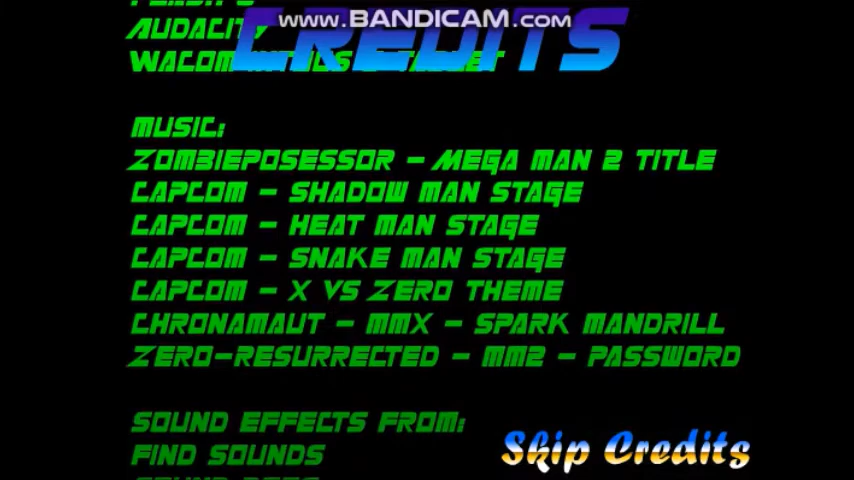 www.BANDICAM.com
CREDITS
AUDACITY
WACOM
MUSIC:
ZOMBIEPOSESSOR - MEGA MAN 2 TITLE
CAPCOM - SHADOW MAN STAGE
CAPCOM - HEAT MAN STAGE
CAPCOM - SNAKE MAN STAGE
CAPCOM - X VS ZERO THEME
CHRONAMAUT - MMX - SPARK MANDRILL
ZERO-RESURRECTED - MM2 - PASSWORD
SOUND EFFECTS FROM:
FIND SOUNDS
Skip Credits